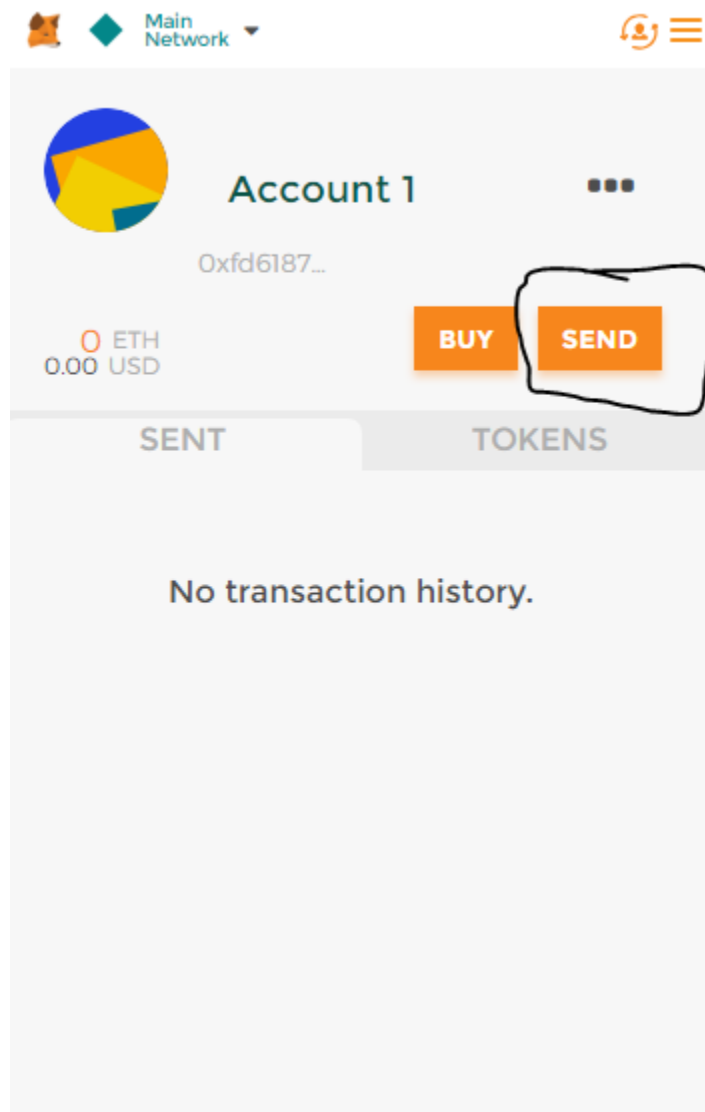 Main
Network
Account 1
0xfd6187...
0 ETH
0.00 USD
BUY
SEND
SENT
TOKENS
No transaction history.